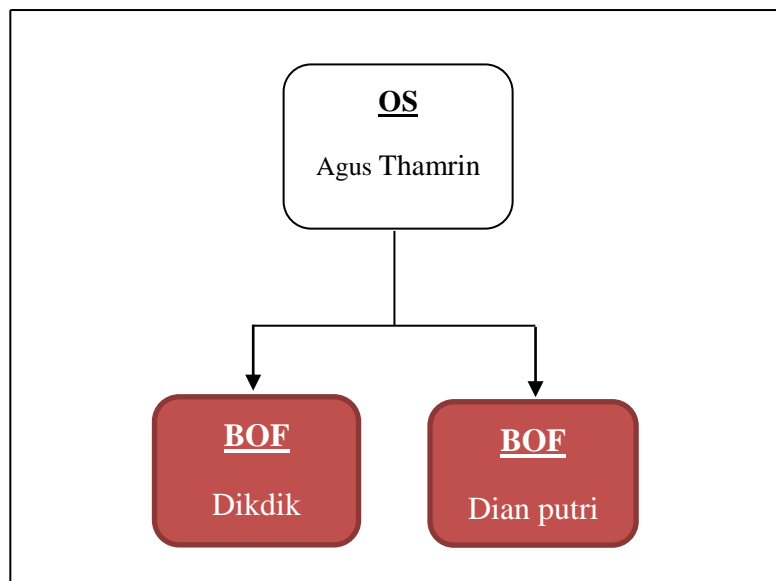 OS
Agus Thamrin
BOF
Dikdik
BOF
Dian putri